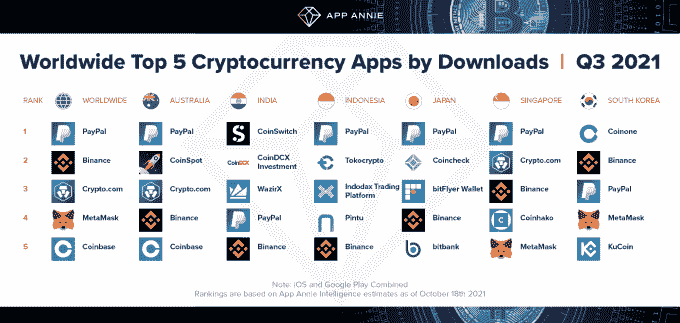 APP ANNIE
Worldwide Top 5 Cryptocurrency Apps by Downloads | Q3 2021
RANK WORLDWIDE AUSTRALIA INDIA INDONESIA JAPAN SINGAPORE SOUTH KOREA
1 PayPal PayPal CoinSwitch PayPal PayPal PayPal Coinone
2 Binance CoinSpot CoinDCX CoinDCX Investment Tokocrypto Coincheck Crypto.com Binance
3 Crypto.com Crypto.com WazirX Indodax Trading Platform bitFlyer Wallet Binance PayPal
4 MetaMask Binance PayPal Pintu Binance Coinhako MetaMask
5 Coinbase Coinbase Binance Binance bitbank MetaMask KuCoin
Note: iOS and Google Play Combined
Rankings are based on App Annie Intelligence estimates as of October 18th 2021